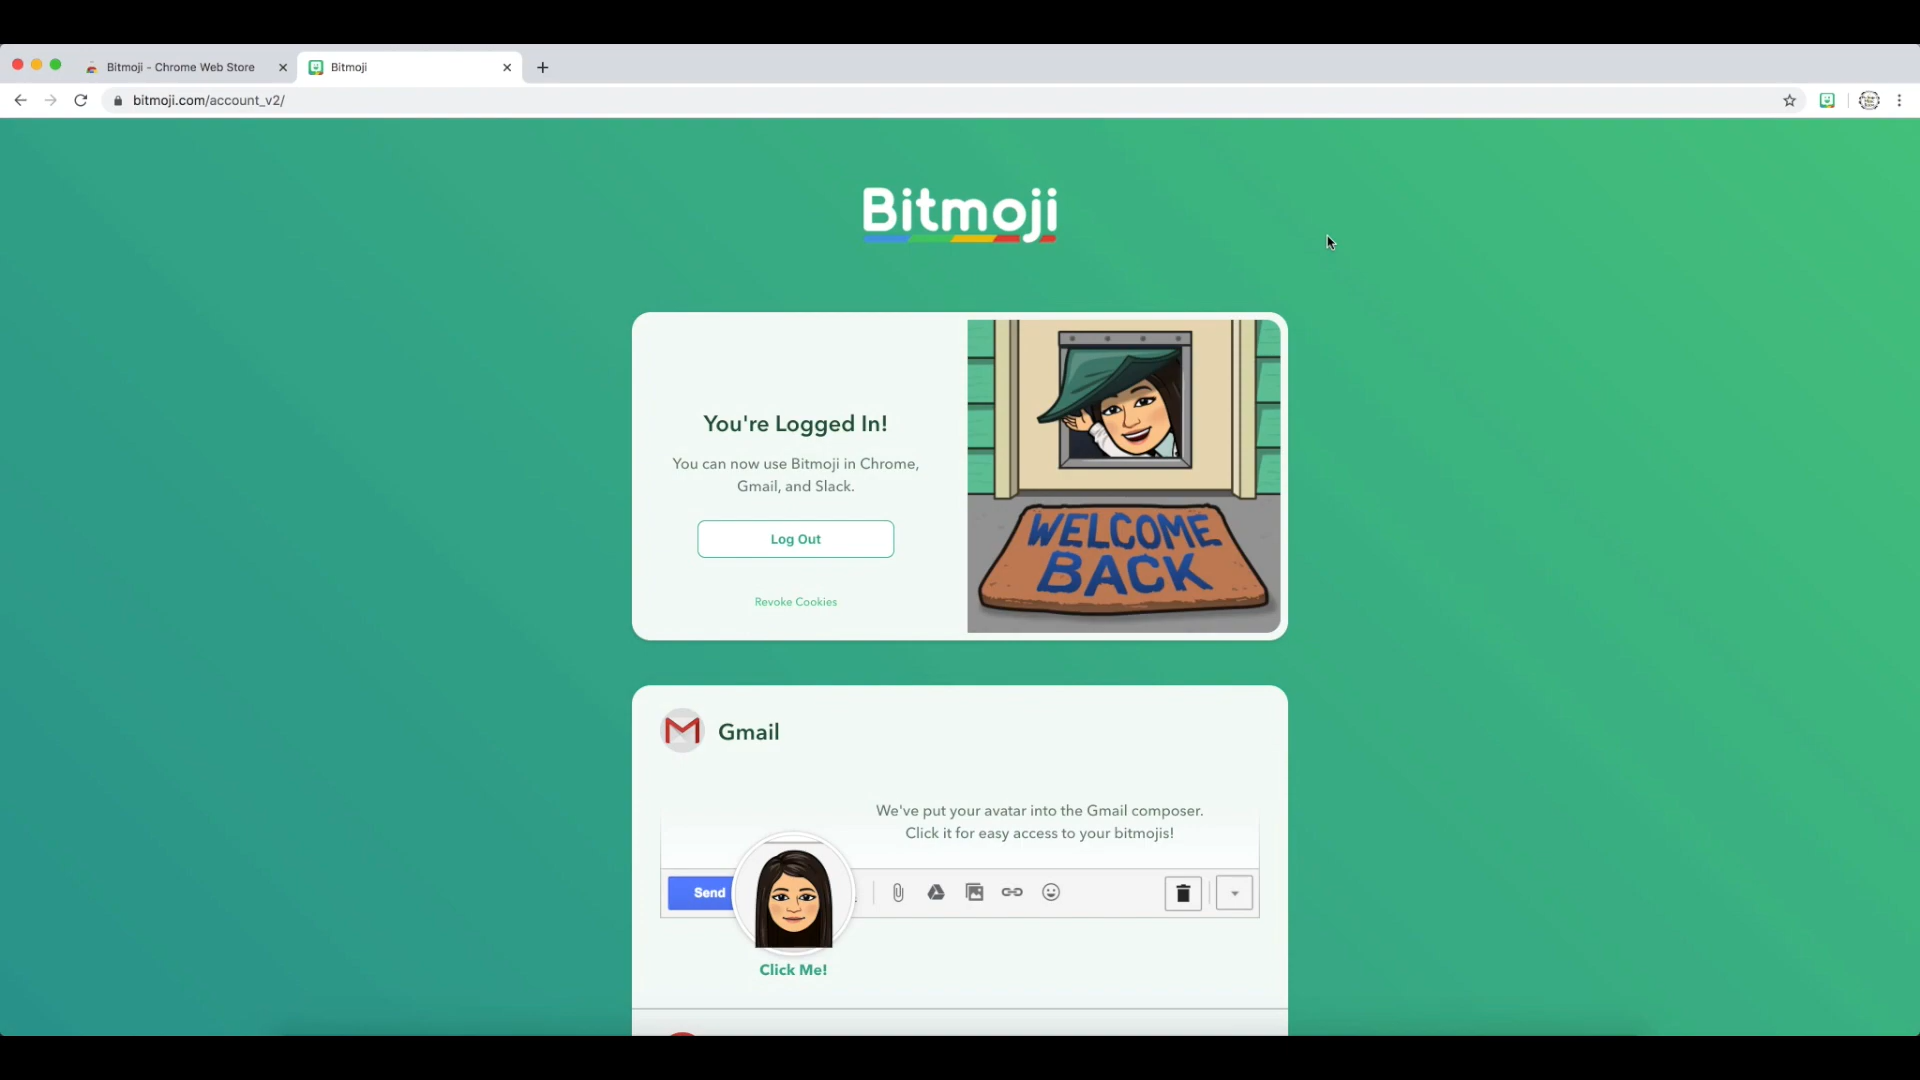 Bitmoji - Chrome Web Store
Bitmoji
bitmoji.com/account_v2/
Bitmoji
You're Logged In!
You can now use Bitmoji in Chrome,
Gmail, and Slack.
Log Out
Revoke Cookies
WELCOME
BACK
Gmail
We've put your avatar into the Gmail composer.
Click it for easy access to your bitmojis!
Send
Click Me!